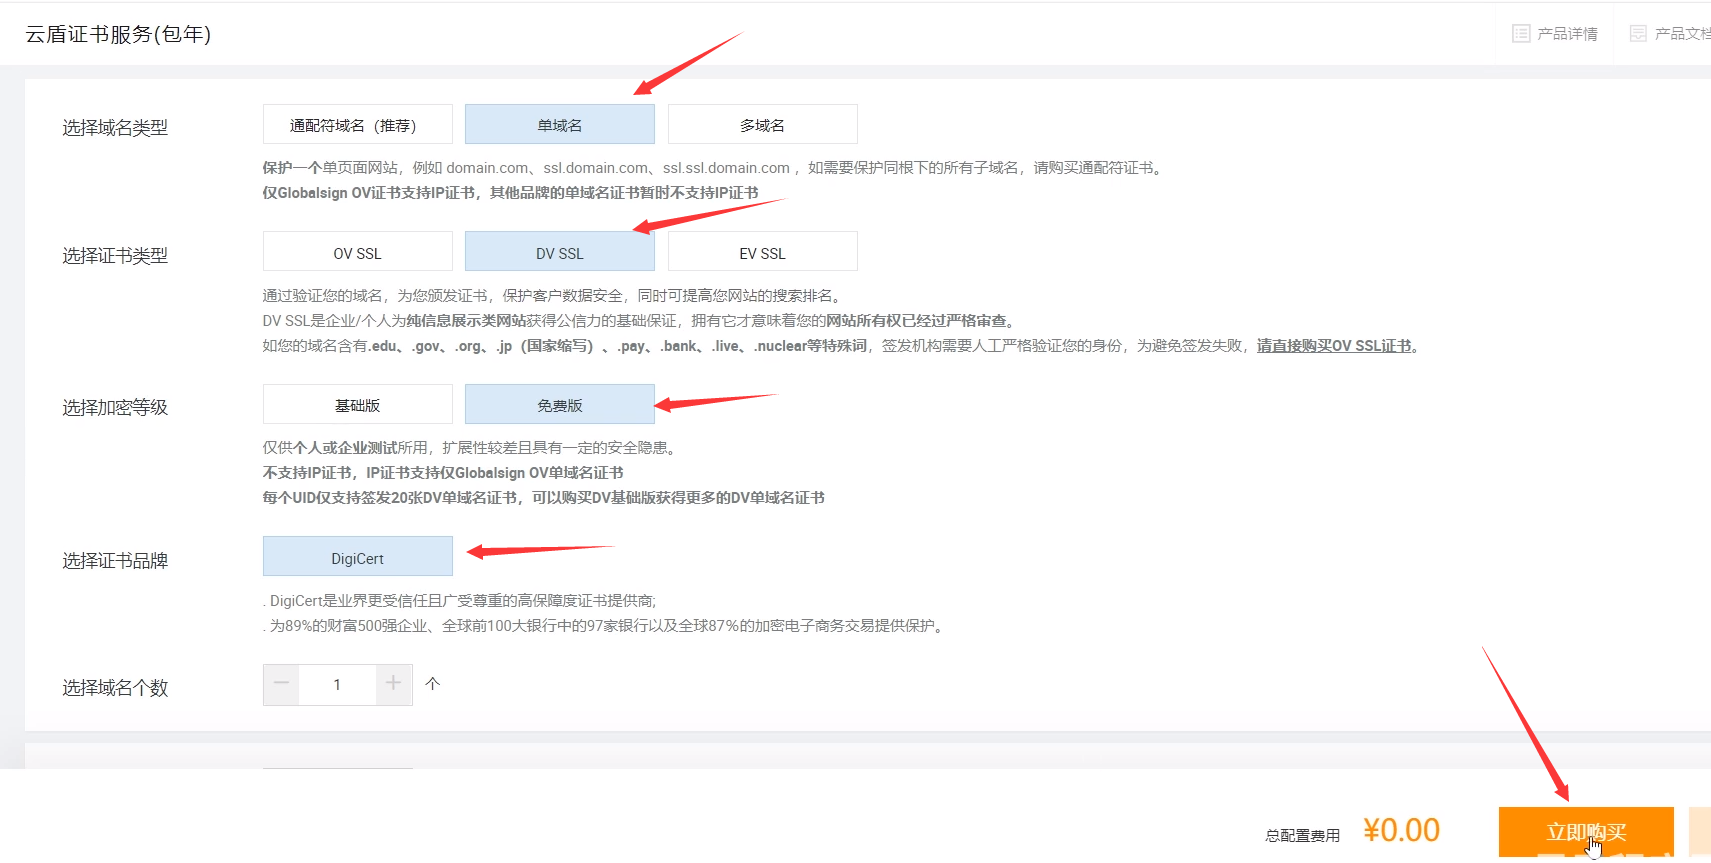 云盾证书服务(包年)
产品详情
产品文档
选择域名类型
通配符域名（推荐）
单域名
多域名
保护一个单页面网站，例如 domain.com、ssl.domain.com、ssl.ssl.domain.com ，如需要保护同根下的所有子域名，请购买通配符证书。
仅Globalsign OV证书支持IP证书，其他品牌的单域名证书暂时不支持IP证书
选择证书类型
OV SSL
DV SSL
EV SSL
通过验证您的域名，为您颁发证书，保护客户数据安全，同时可提高您网站的搜索排名。
DV SSL是企业/个人为纯信息展示类网站获得公信力的基础保证，拥有它才意味着您的网站所有权已经过严格审查。
如您的域名含有.edu、.gov、.org、.jp（国家缩写）、.pay、.bank、.live、.nuclear等特殊词，签发机构需要人工严格验证您的身份，为避免签发失败，请直接购买OV SSL证书。
选择加密等级
基础版
免费版
仅供个人或企业测试所用，扩展性较差且具有一定的安全隐患。
不支持IP证书，IP证书支持仅Globalsign OV单域名证书
每个UID仅支持签发20张DV单域名证书，可以购买DV基础版获得更多的DV单域名证书
选择证书品牌
DigiCert
. DigiCert是业界更受信任且广受尊重的高保障度证书提供商;
. 为89%的财富500强企业、全球前100大银行中的97家银行以及全球87%的加密电子商务交易提供保护。
选择域名个数
1
个
总配置费用
¥0.00
立即购买